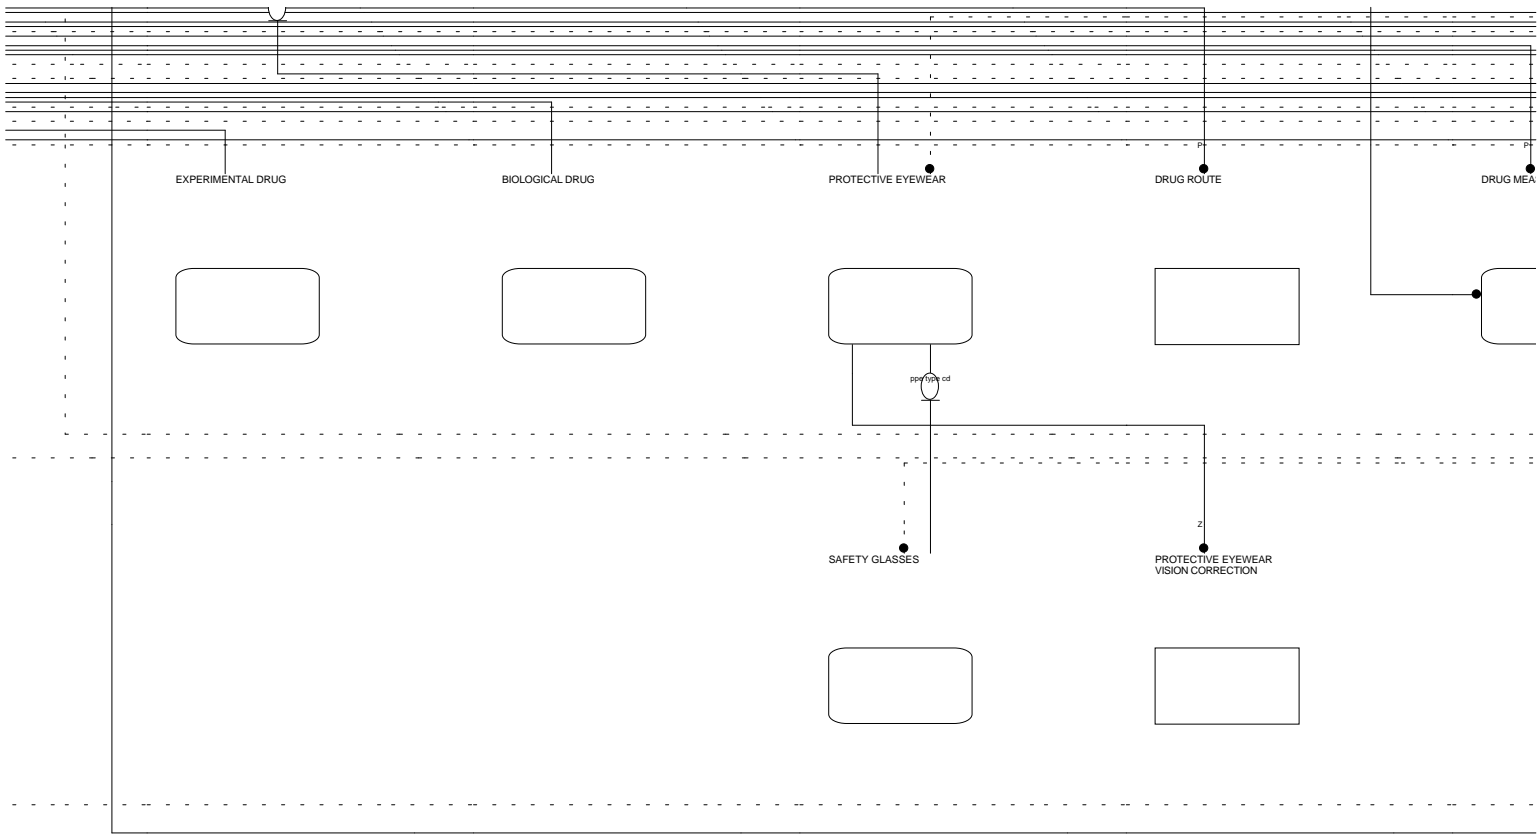 P
P
EXPERIMENTAL DRUG
BIOLOGICAL DRUG
PROTECTIVE EYEWEAR
DRUG ROUTE
DRUG MEA
ppe type cd
Z
SAFETY GLASSES
PROTECTIVE EYEWEAR
VISION CORRECTION